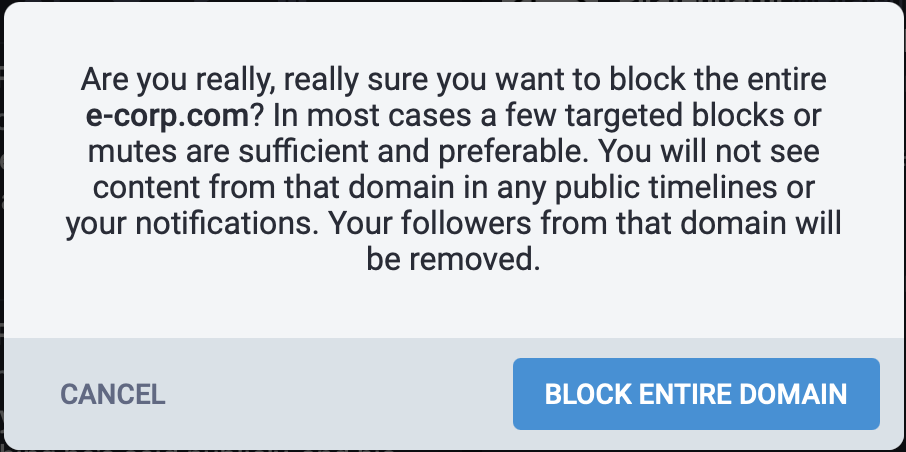 Are you really, really sure you want to block the entire
e-corp.com? In most cases a few targeted blocks or
mutes are sufficient and preferable. You will not see
content from that domain in any public timelines or
your notifications. Your followers from that domain will
be removed.
CANCEL
BLOCK ENTIRE DOMAIN